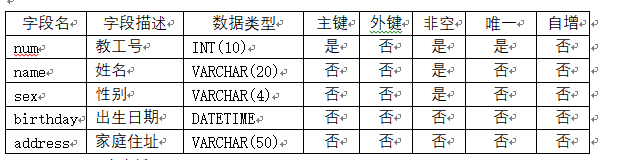 字段名 字段描述 数据类型 主键 外键 非空 唯一 自增
num 教工号 INT(10) 是 否 是 是 否
name 姓名 VARCHAR(20) 否 否 是 否 否
sex 性别 VARCHAR(4) 否 否 是 否 否
birthday 出生日期 DATETIME 否 否 否 否 否
address 家庭住址 VARCHAR(50) 否 否 否 否 否